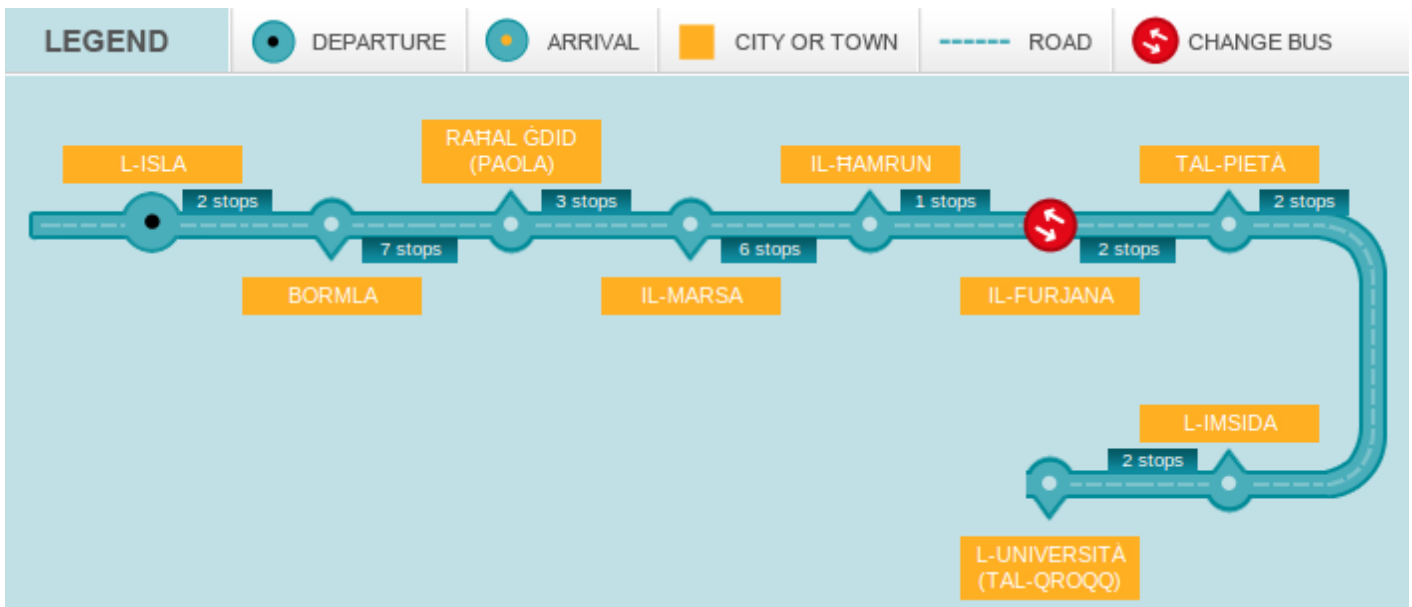 LEGEND
DEPARTURE
ARRIVAL
CITY OR TOWN
ROAD
CHANGE BUS
L-ISLA
2 stops
BORMLA
7 stops
RAĦAL ĠDID
(PAOLA)
3 stops
IL-MARSA
6 stops
IL-ĦAMRUN
1 stops
IL-FURJANA
2 stops
TAL-PIETÀ
2 stops
L-IMSIDA
2 stops
L-UNIVERSITÀ
(TAL-QROQQ)